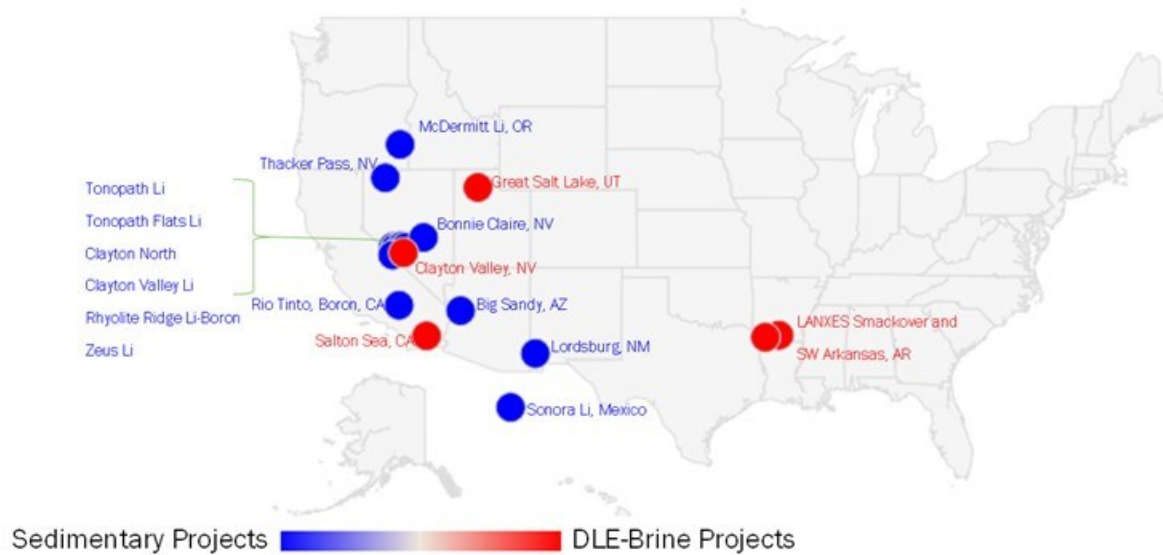 McDermitt Li, OR
Thacker Pass, NV
Great Salt Lake, UT
Tonopath Li
Tonopath Flats Li
Clayton North
Clayton Valley Li
Rhyolite Ridge Li-Boron
Zeus Li
Bonnie Claire, NV
Clayton Valley, NV
Rio Tinto, Boron, CA
Big Sandy, AZ
Salton Sea, CA
Lordsburg, NM
LANXES Smackover and
SW Arkansas, AR
Sonora Li, Mexico
Sedimentary Projects
DLE-Brine Projects